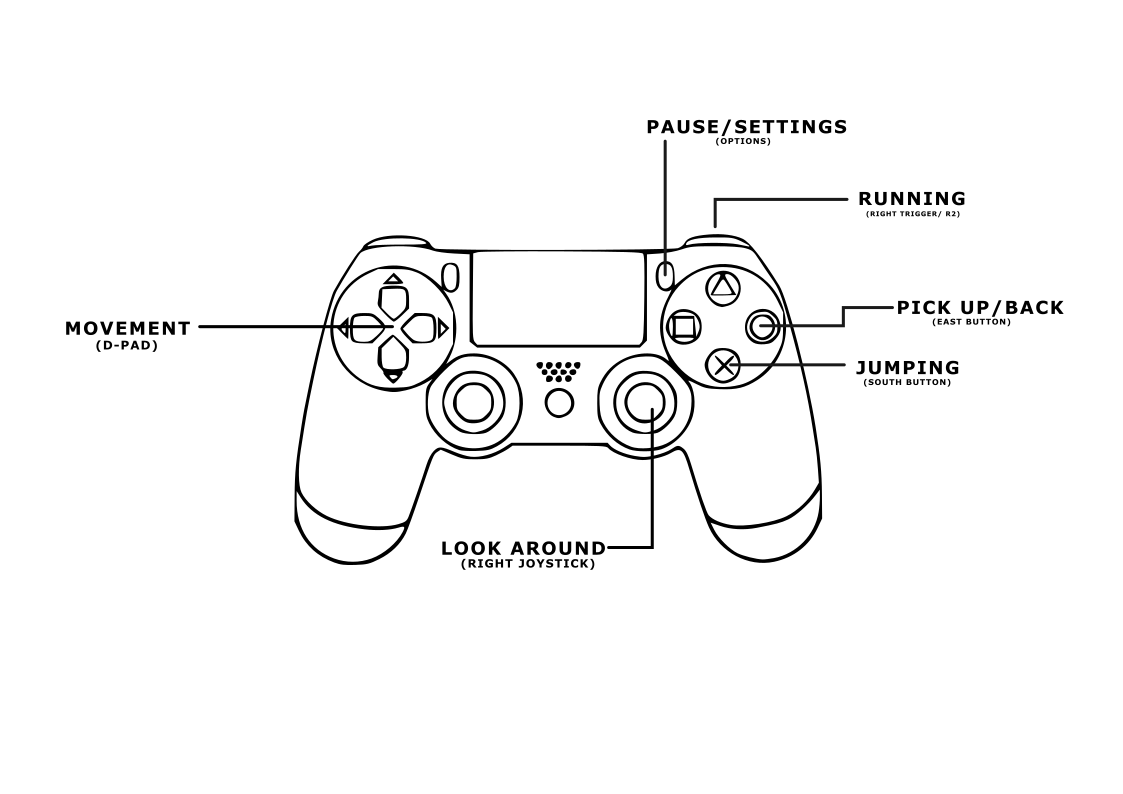 PAUSE/SETTINGS
(OPTIONS)
RUNNING
(RIGHT TRIGGER/ R2)
PICK UP/BACK
(EAST BUTTON)
MOVEMENT
(D-PAD)
JUMPING
(SOUTH BUTTON)
LOOK AROUND
(RIGHT JOYSTICK)